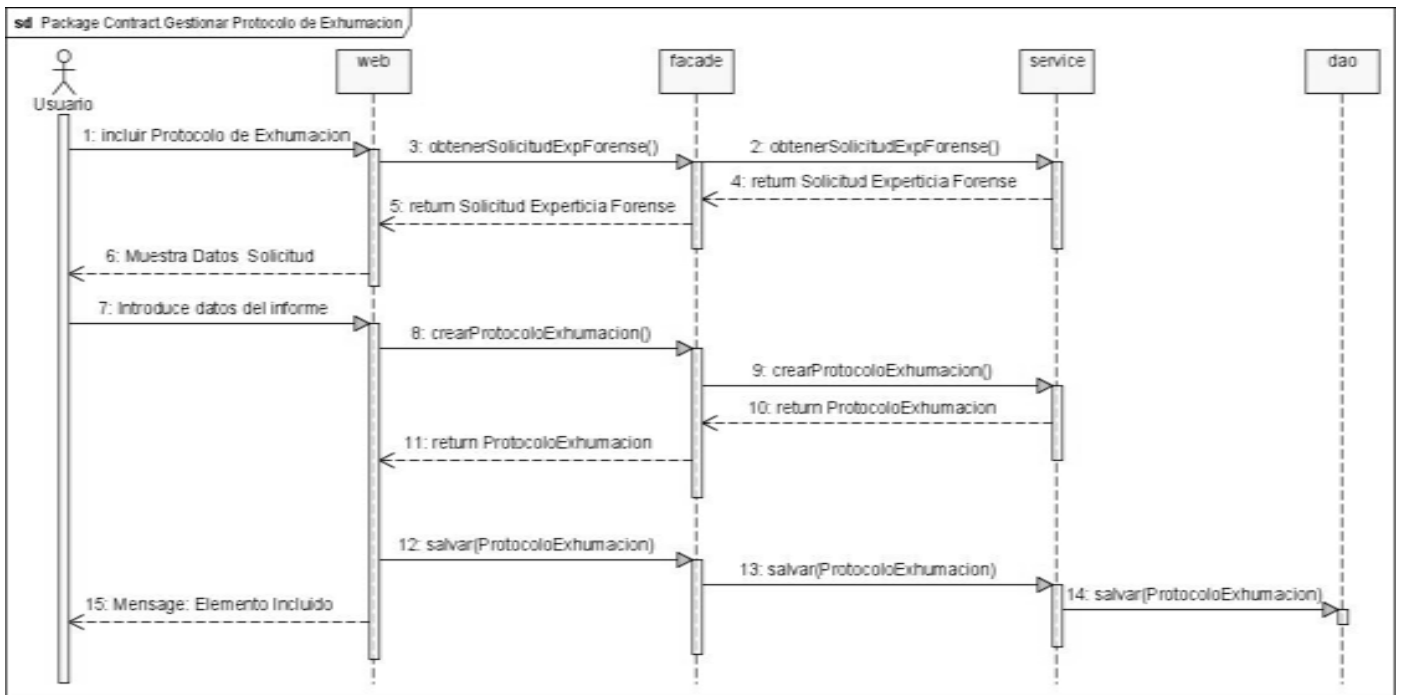 sd Package Contract.Gestionar Protocolo de Exhumacion
Usuario
web
facade
service
dao
1: incluir Protocolo de Exhumacion
3: obtenerSolicitudExpForense()
2: obtenerSolicitudExpForense()
4: return Solicitud Experticia Forense
5: return Solicitud Experticia Forense
6: Muestra Datos Solicitud
7: Introduce datos del informe
8: crearProtocoloExhumacion()
9: crearProtocoloExhumacion()
10: return ProtocoloExhumacion
11: return ProtocoloExhumacion
12: salvar(ProtocoloExhumacion)
13: salvar(ProtocoloExhumacion)
14: salvar(ProtocoloExhumacion)
15: Mensage: Elemento Incluido